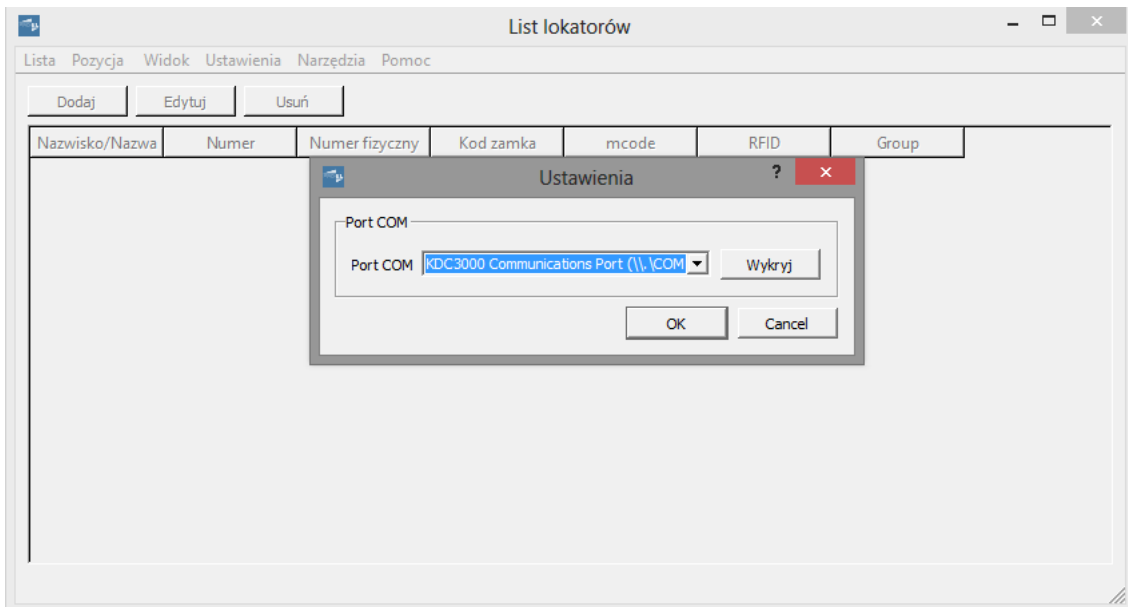 List lokatorów
Lista Pozycja Widok Ustawienia Narzędzia Pomoc
Dodaj Edytuj Usuń
Nazwisko/Nazwa Numer Numer fizyczny Kod zamka mcode RFID Group
Ustawienia
Port COM
Port COM KDC3000 Communications Port (\\.\COM Wykryj
OK Cancel